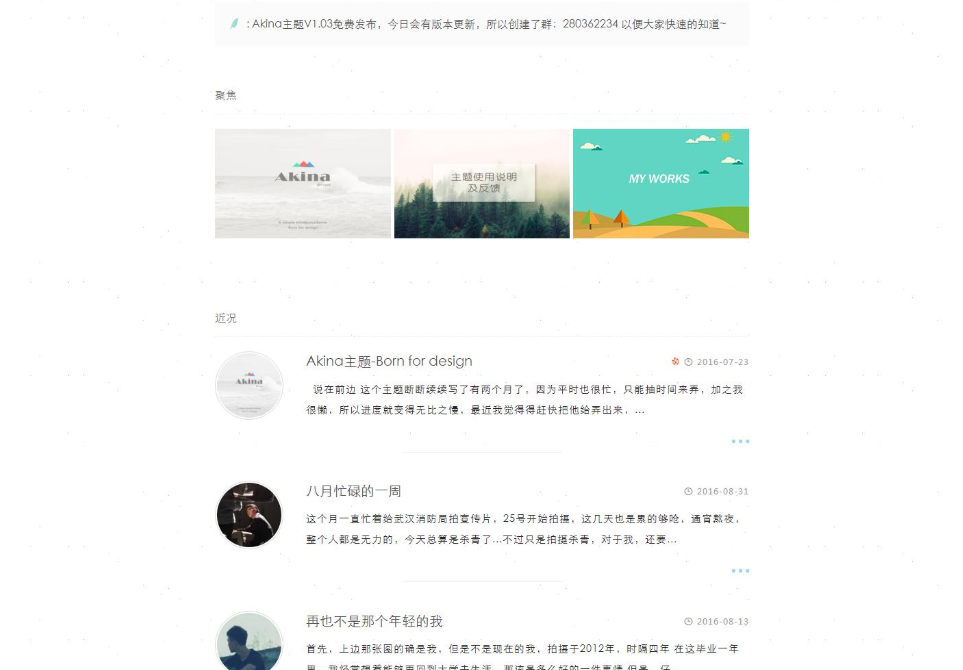 : Akina主题V1.03免费发布，今日会有版本更新，所以创建了群：280362234 以便大家快速的知道~
聚焦
Akina
主题使用说明
及反馈
MY WORKS
近况
Akina主题-Born for design
2016-07-23
说在前边 这个主题断断续续写了有两个月了，因为平时也很忙，只能抽时间来弄，加之我
很懒，所以进度就变得无比之慢，最近我觉得得赶快把他给弄出来，...
Akina
八月忙碌的一周
2016-08-31
这个月一直忙着给武汉消防局拍宣传片，25号开始拍摄，这几天也是累的够呛，通宵熬夜，
整个人都是无力的，今天总算是杀青了...不过只是拍摄杀青，对于我，还要...
再也不是那个年轻的我
2016-08-13
首先，上边那张图的确是我，但是不是现在的我，拍摄于2012年，时隔四年 在这毕业一年